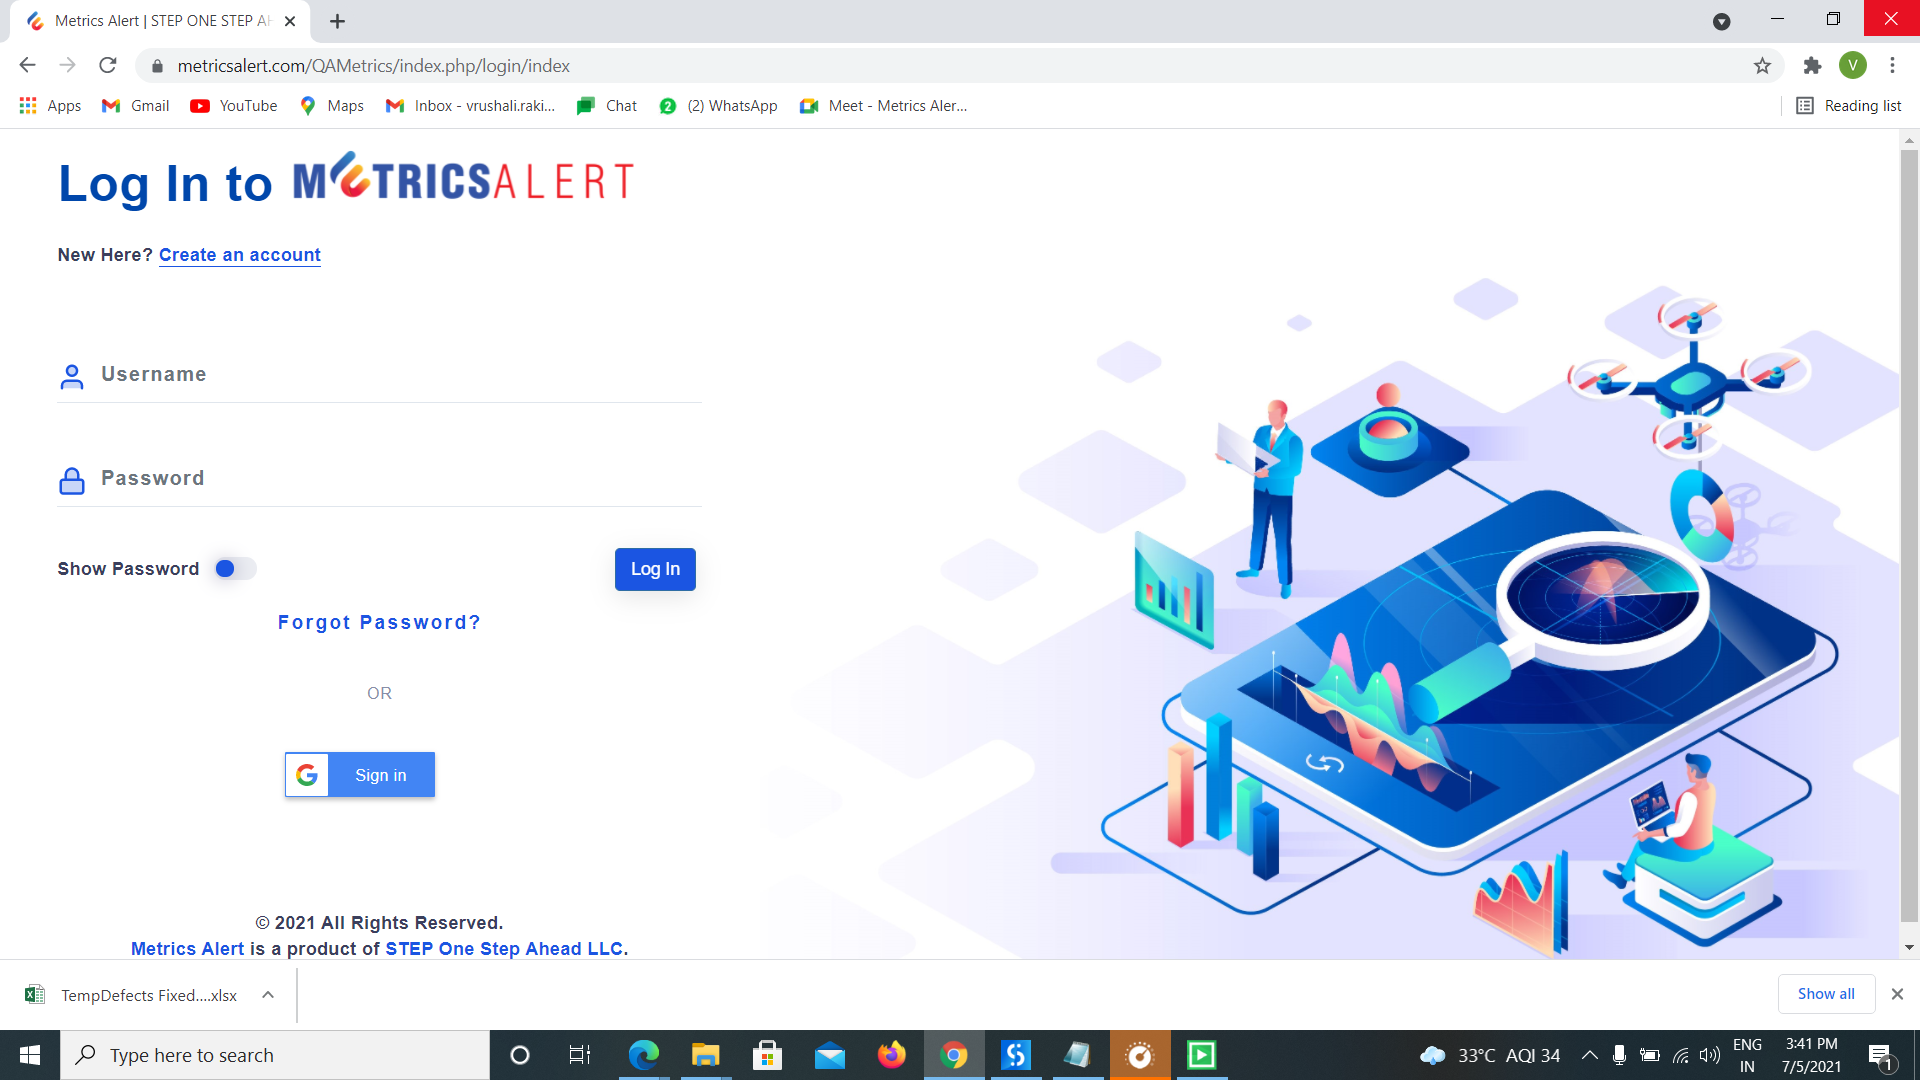 Metrics Alert | STEP ONE STEP AH
metricsalert.com/QAMetrics/index.php/login/index
V
Apps Gmail YouTube Maps Inbox - vrushali.raki... Chat 2 (2) WhatsApp Meet - Metrics Aler... Reading list
Log In to METRICSALERT
New Here? Create an account
Username
Password
Show Password Log In
Forgot Password?
OR
G Sign in
© 2021 All Rights Reserved.
Metrics Alert is a product of STEP One Step Ahead LLC.
TempDefects Fixed....xlsx Show all
Type here to search 33°C AQI 34 ENG 3:41 PM
IN 7/5/2021 1